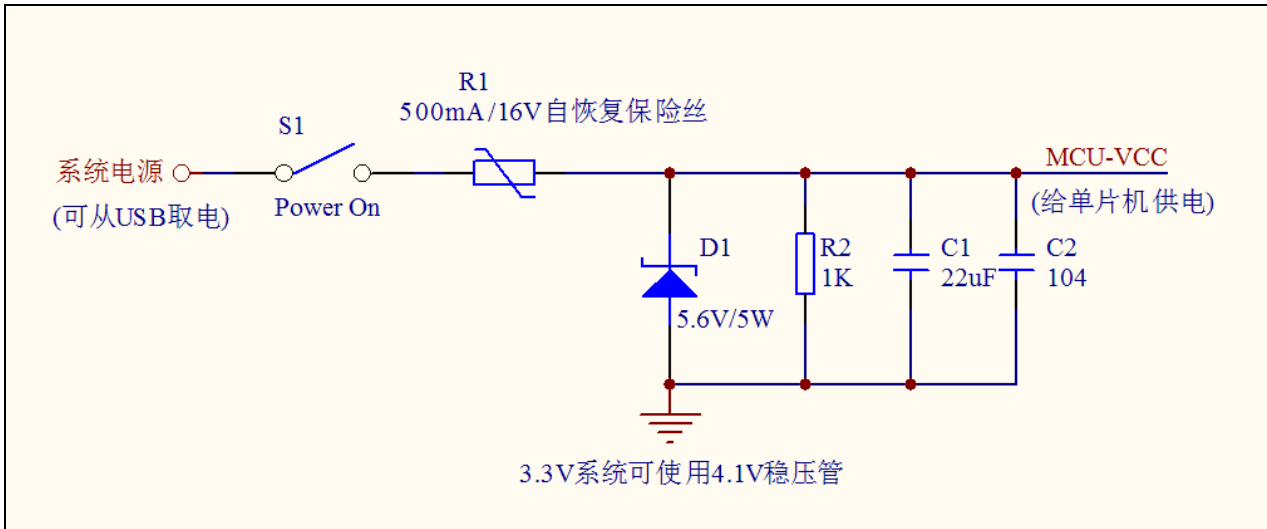 R1
500mA/16V自恢复保险丝
S1
系统电源
MCU-VCC
(可从USB取电)
Power On
(给单片机供电)
D1
R2
C1
C2
1K
22uF
104
5.6V/5W
3.3V系统可使用4.1V稳压管